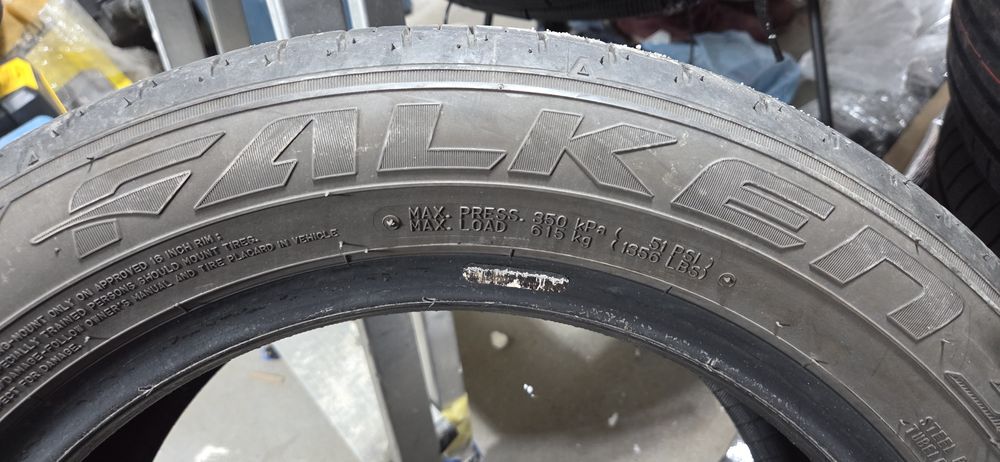 FALKEN
MAX. PRESS. 350 kPa (51 PSI)
MAX. LOAD 615 kg (1356 LBS)
MOUNT ONLY ON APPROVED 16 INCH RIM;
TRAINED PERSONS SHOULD MOUNT TIRES.
DAMAGE-FOLLOW OWNER'S MANUAL AND TIRE PLACARD IN VEHICLE
FOR DAMAGE.
STEEL